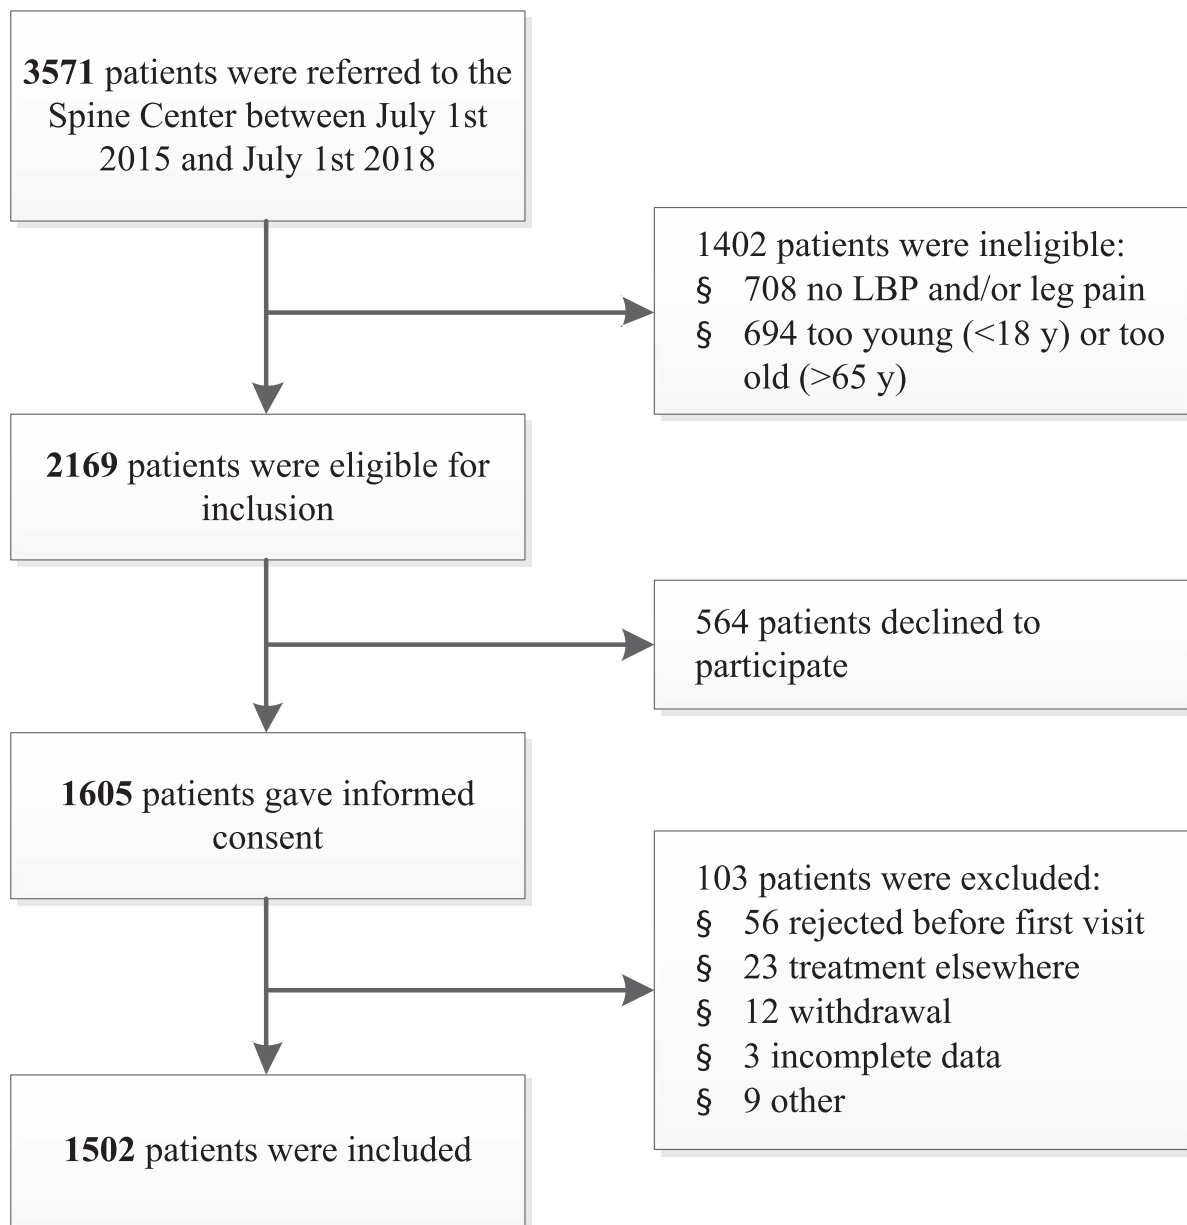 3571 patients were referred to the
Spine Center between July 1st
2015 and July 1st 2018
1402 patients were ineligible:
§ 708 no LBP and/or leg pain
§ 694 too young (<18 y) or too
old (>65 y)
2169 patients were eligible for
inclusion
564 patients declined to
participate
1605 patients gave informed
consent
103 patients were excluded:
§ 56 rejected before first visit
§ 23 treatment elsewhere
§ 12 withdrawal
§ 3 incomplete data
§ 9 other
1502 patients were included